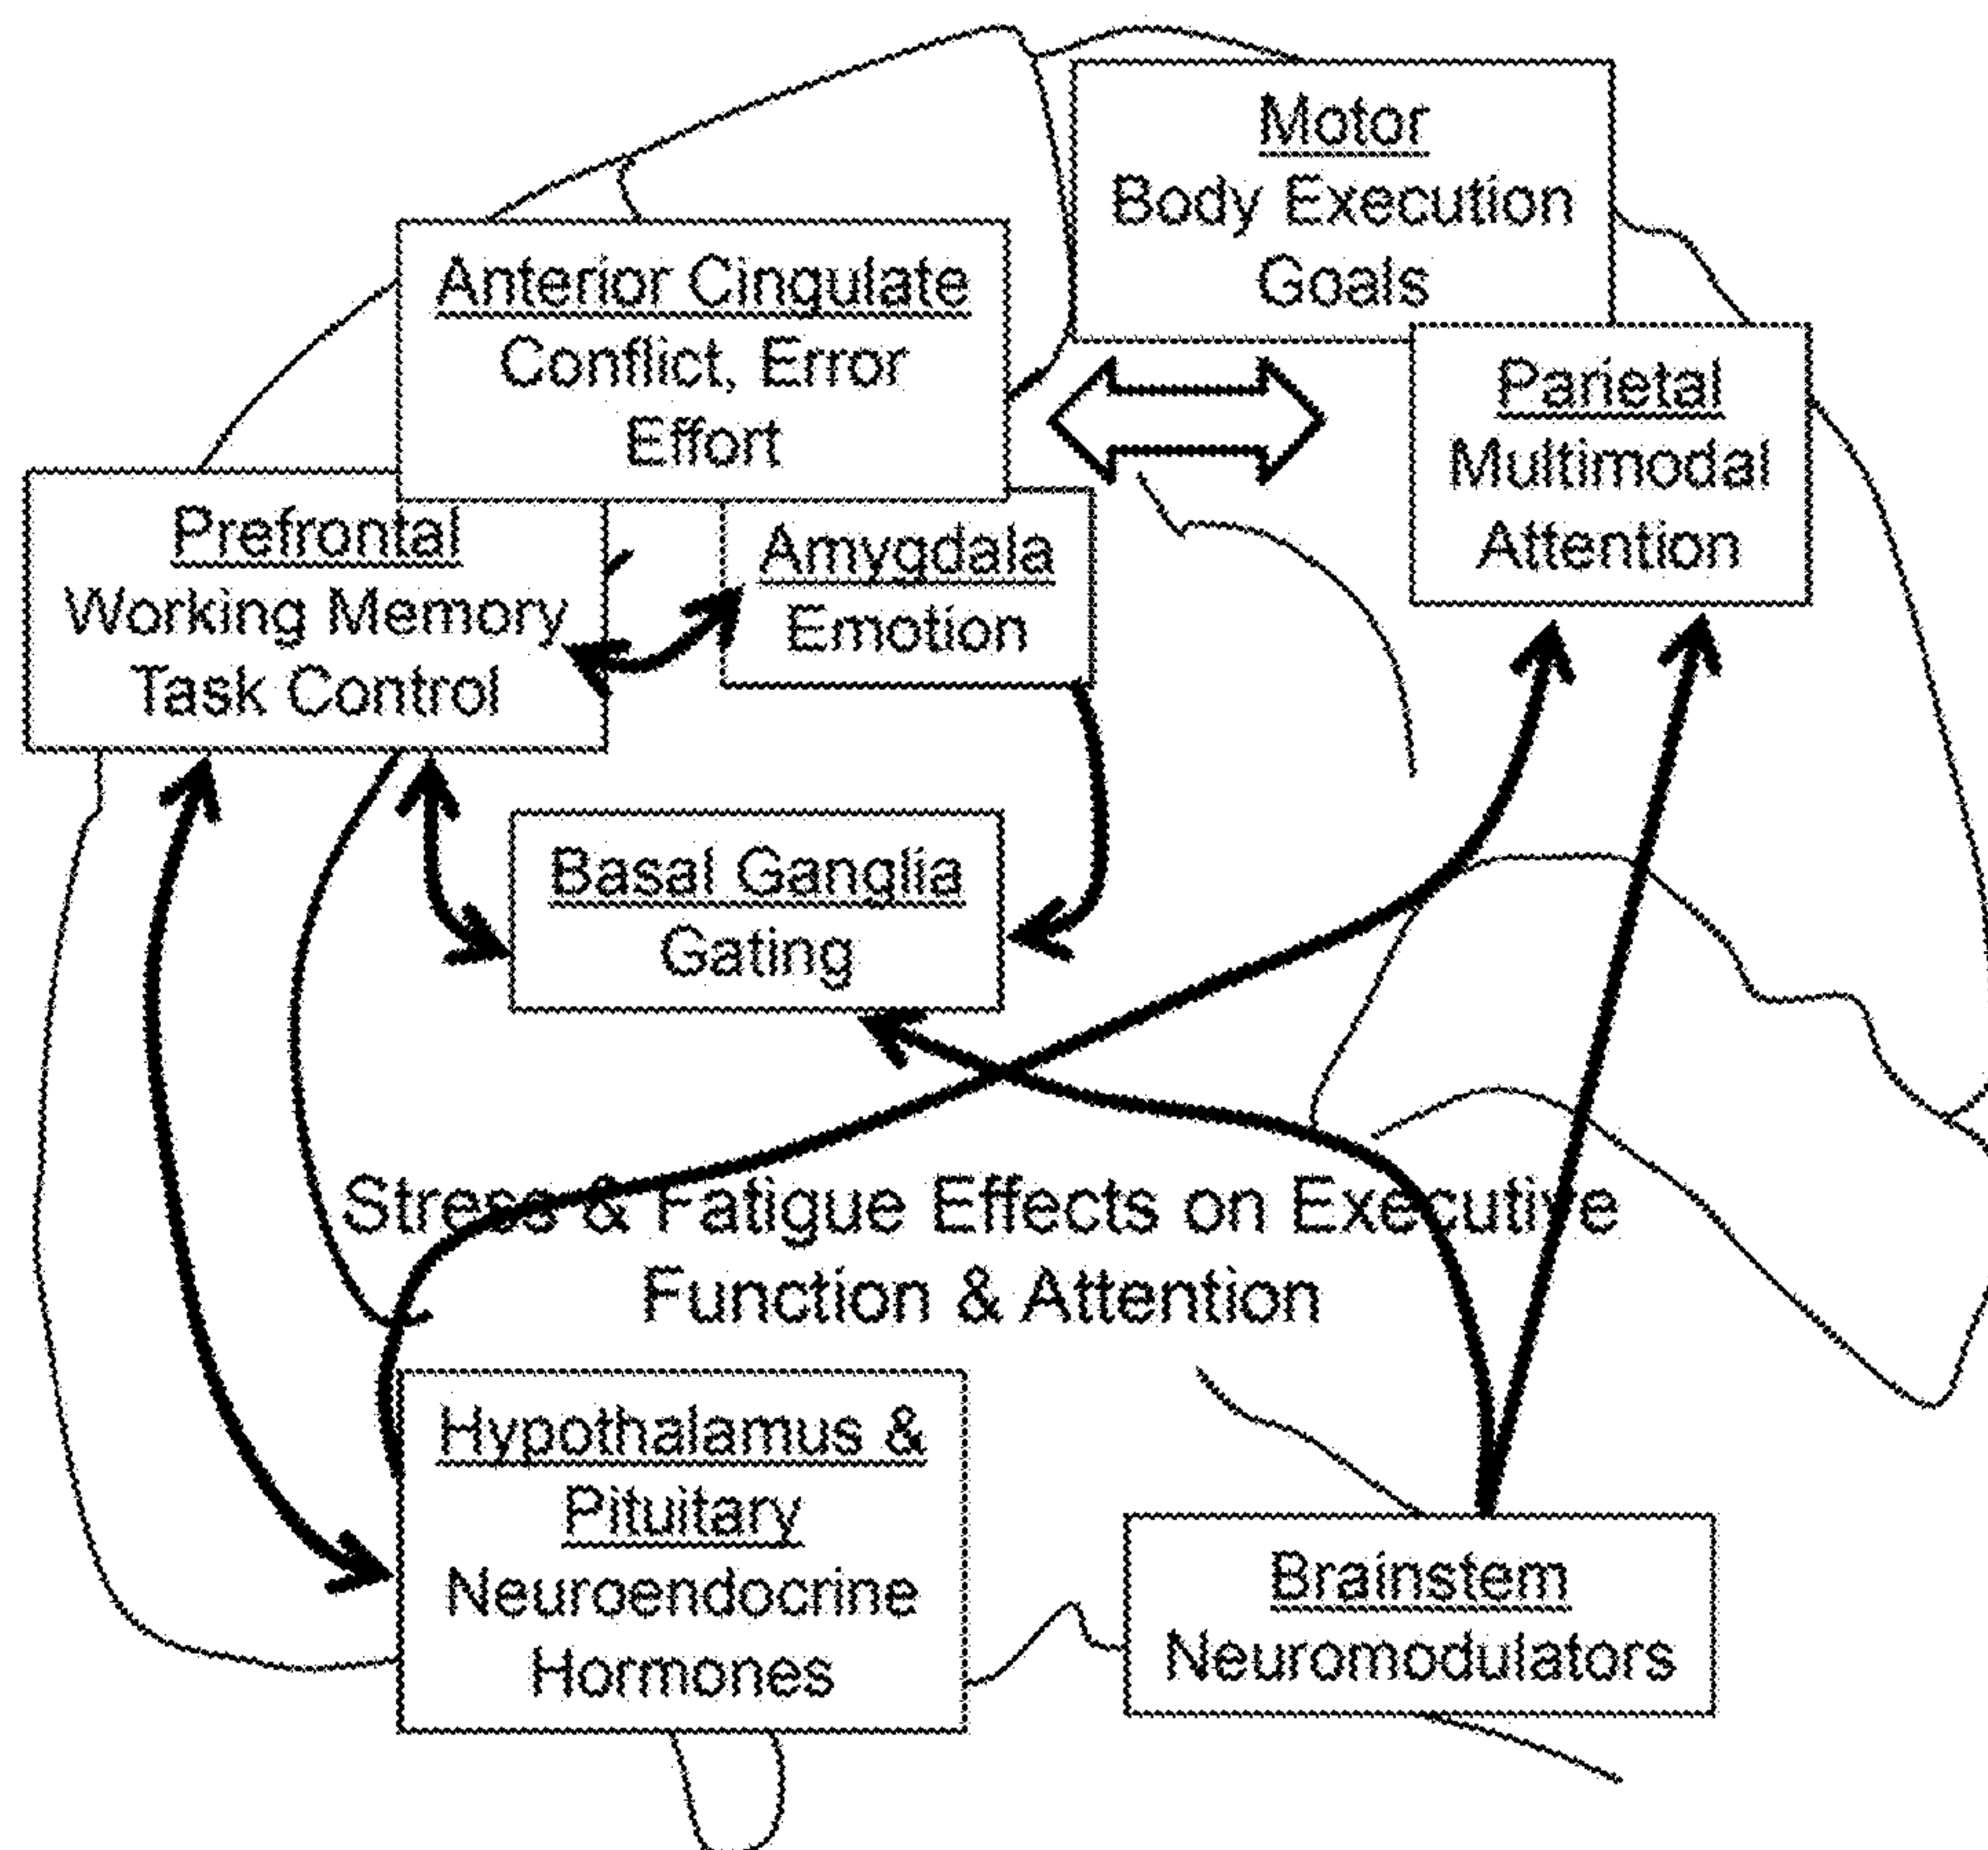 Motor
Body Execution
Goals
Anterior Cingulate
Conflict, Error
Effort
Parietal
Multimodal
Attention
Prefrontal
Working Memory
Task Control
Amygdala
Emotion
Basal Ganglia
Gating
Stress & Fatigue Effects on Executive
Function & Attention
Hypothalamus &
Pituitary
Neuroendocrine
Hormones
Brainstem
Neuromodulators